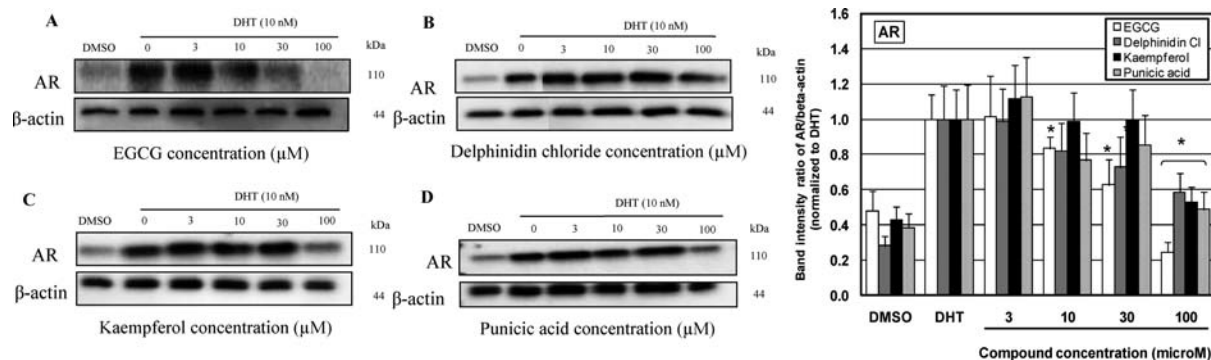 A
DHT (10 nM)
DMSO 0 3 10 30 100
kDa
AR 110
β-actin 44
EGCG concentration (µM)
B
DHT (10 nM)
DMSO 0 3 10 30 100
kDa
AR 110
β-actin 44
Delphinidin chloride concentration (µM)
C
DHT (10 nM)
DMSO 0 3 10 30 100
kDa
AR 110
β-actin 44
Kaempferol concentration (µM)
D
DHT (10 nM)
DMSO 0 3 10 30 100
kDa
AR 110
β-actin 44
Punicic acid concentration (µM)
AR
EGCG
Delphinidin Cl
Kaempferol
Punicic acid
Band intensity ratio of AR/beta-actin
(normalized to DHT)
1.6
1.4
1.2
1.0
0.8
0.6
0.4
0.2
0.0
* * * *
DMSO DHT 3 10 30 100
Compound concentration (microM)